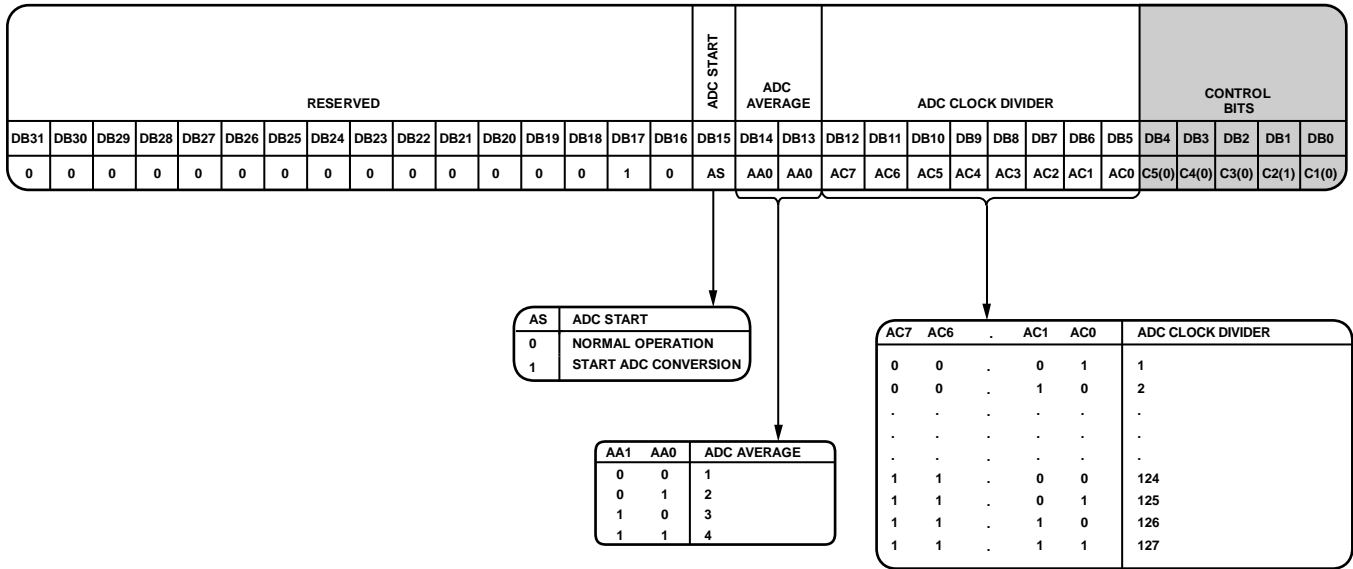 RESERVED
ADC START
ADC
AVERAGE
ADC CLOCK DIVIDER
CONTROL
BITS
DB31 DB30 DB29 DB28 DB27 DB26 DB25 DB24 DB23 DB22 DB21 DB20 DB19 DB18 DB17 DB16 DB15 DB14 DB13 DB12 DB11 DB10 DB9 DB8 DB7 DB6 DB5 DB4 DB3 DB2 DB1 DB0
0 0 0 0 0 0 0 0 0 0 0 0 0 0 1 0 AS AA0 AA0 AC7 AC6 AC5 AC4 AC3 AC2 AC1 AC0 C5(0) C4(0) C3(0) C2(1) C1(0)
AS ADC START
0 NORMAL OPERATION
1 START ADC CONVERSION
AA1 AA0 ADC AVERAGE
0 0 1
0 1 2
1 0 3
1 1 4
AC7 AC6 . AC1 AC0 ADC CLOCK DIVIDER
0 0 . 0 1 1
0 0 . 1 0 2
. . . . . .
. . . . . .
. . . . . .
1 1 . 0 0 124
1 1 . 0 1 125
1 1 . 1 0 126
1 1 . 1 1 127